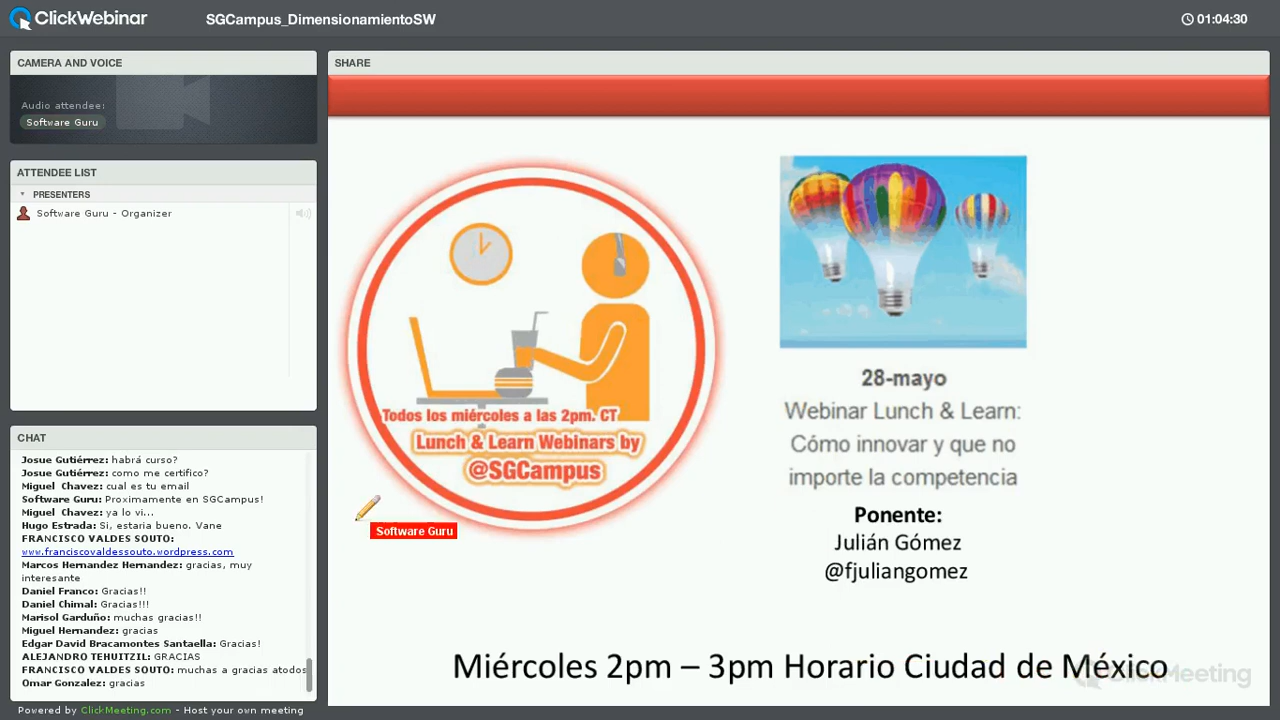 ClickWebinar
SGCampus_DimensionamientoSW
01:04:30
CAMERA AND VOICE
Audio attendee:
Software Guru
ATTENDEE LIST
PRESENTERS
Software Guru - Organizer
CHAT
Josue Gutiérrez: habrá curso?
Josue Gutiérrez: como me certifico?
Miguel Chavez: cual es tu email
Software Guru: Proximamente en SGCampus!
Miguel Chavez: ya lo vi...
Hugo Estrada: Si, estaria bueno. Vane
FRANCISCO VALDES SOUTO:
www.franciscovaldessouto.wordpress.com
Marcos Hernandez Hernandez: gracias, muy
interesante
Daniel Franco: Gracias!!
Daniel Chimal: Gracias!!!
Marisol Garduño: muchas gracias!!
Miguel Hernandez: gracias
Edgar David Bracamontes Santaella: Gracias!
ALEJANDRO TEHUITZIL: GRACIAS
FRANCISCO VALDES SOUTO: muchas a gracias atodos
Omar Gonzalez: gracias
Powered by ClickMeeting.com - Host your own meeting
SHARE
Todos los miércoles a las 2pm. CT
Lunch & Learn Webinars by
@SGCampus
Software Guru
28-mayo
Webinar Lunch & Learn:
Cómo innovar y que no
importe la competencia
Ponente:
Julián Gómez
@fjuliangomez
Miércoles 2pm – 3pm Horario Ciudad de México
ClickMeeting